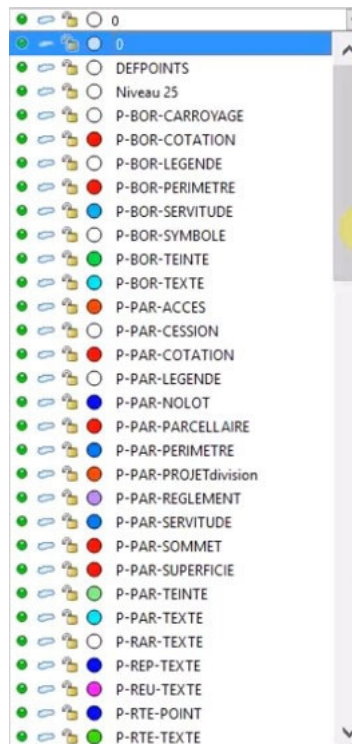 0
0
DEFPOINTS
Niveau 25
P-BOR-CARROYAGE
P-BOR-COTATION
P-BOR-LEGENDE
P-BOR-PERIMETRE
P-BOR-SERVITUDE
P-BOR-SYMBOLE
P-BOR-TEINTE
P-BOR-TEXTE
P-PAR-ACCES
P-PAR-CESSION
P-PAR-COTATION
P-PAR-LEGENDE
P-PAR-NOLOT
P-PAR-PARCELLAIRE
P-PAR-PERIMETRE
P-PAR-PROJETdivision
P-PAR-REGLEMENT
P-PAR-SERVITUDE
P-PAR-SOMMET
P-PAR-SUPERFICIE
P-PAR-TEINTE
P-PAR-TEXTE
P-RAR-TEXTE
P-REP-TEXTE
P-REU-TEXTE
P-RTE-POINT
P-RTE-TEXTE